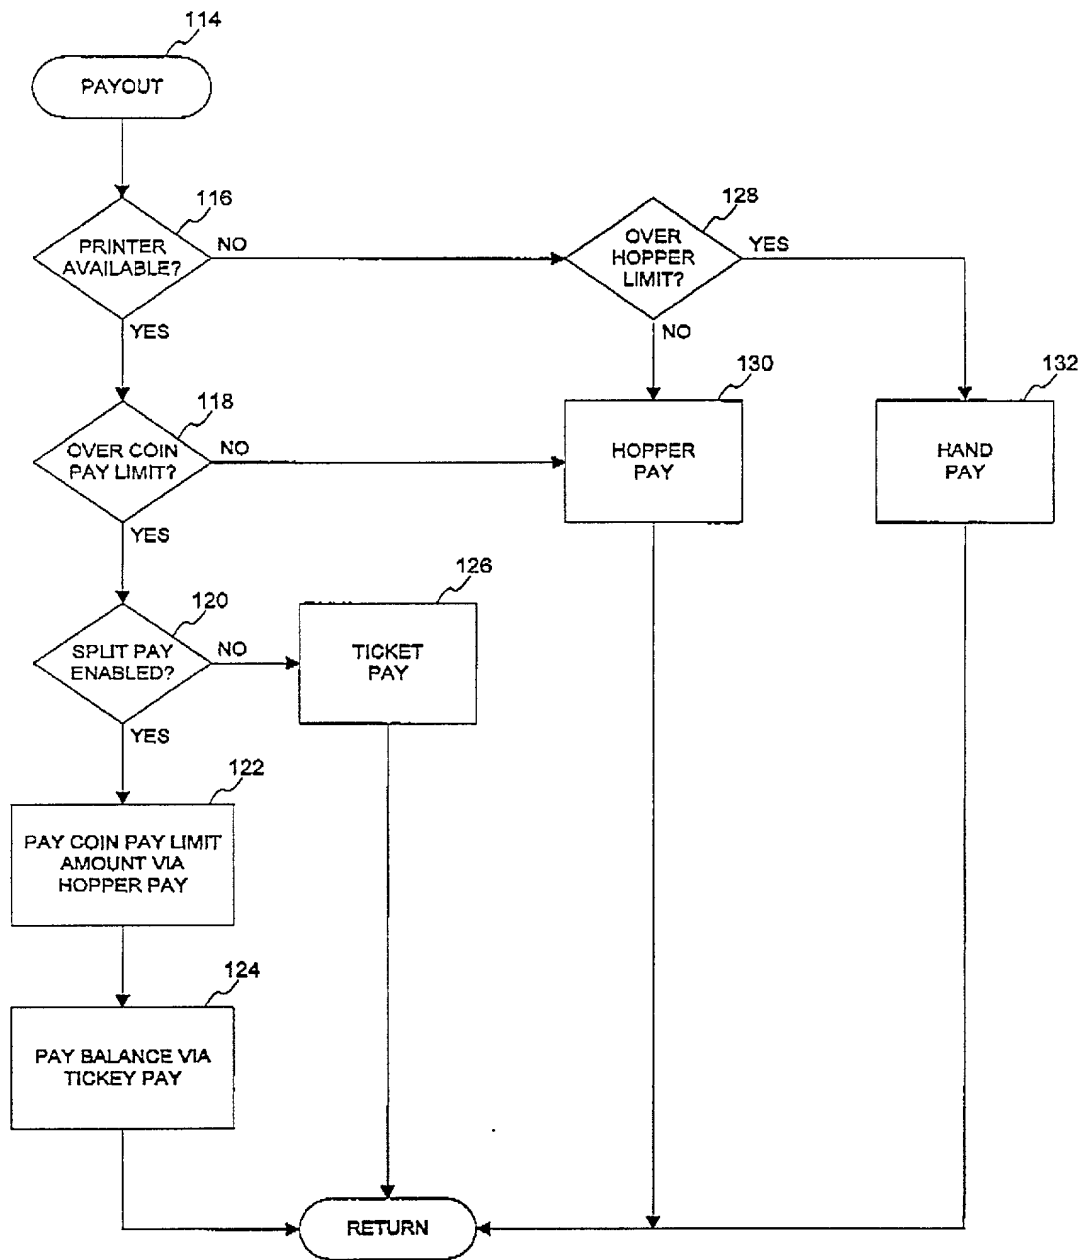 114
PAYOUT
116
PRINTER
AVAILABLE?
NO
YES
128
OVER
HOPPER
LIMIT?
YES
NO
118
OVER COIN
PAY LIMIT?
NO
YES
130
HOPPER
PAY
132
HAND
PAY
120
SPLIT PAY
ENABLED?
NO
YES
126
TICKET
PAY
122
PAY COIN PAY LIMIT
AMOUNT VIA
HOPPER PAY
124
PAY BALANCE VIA
TICKEY PAY
RETURN